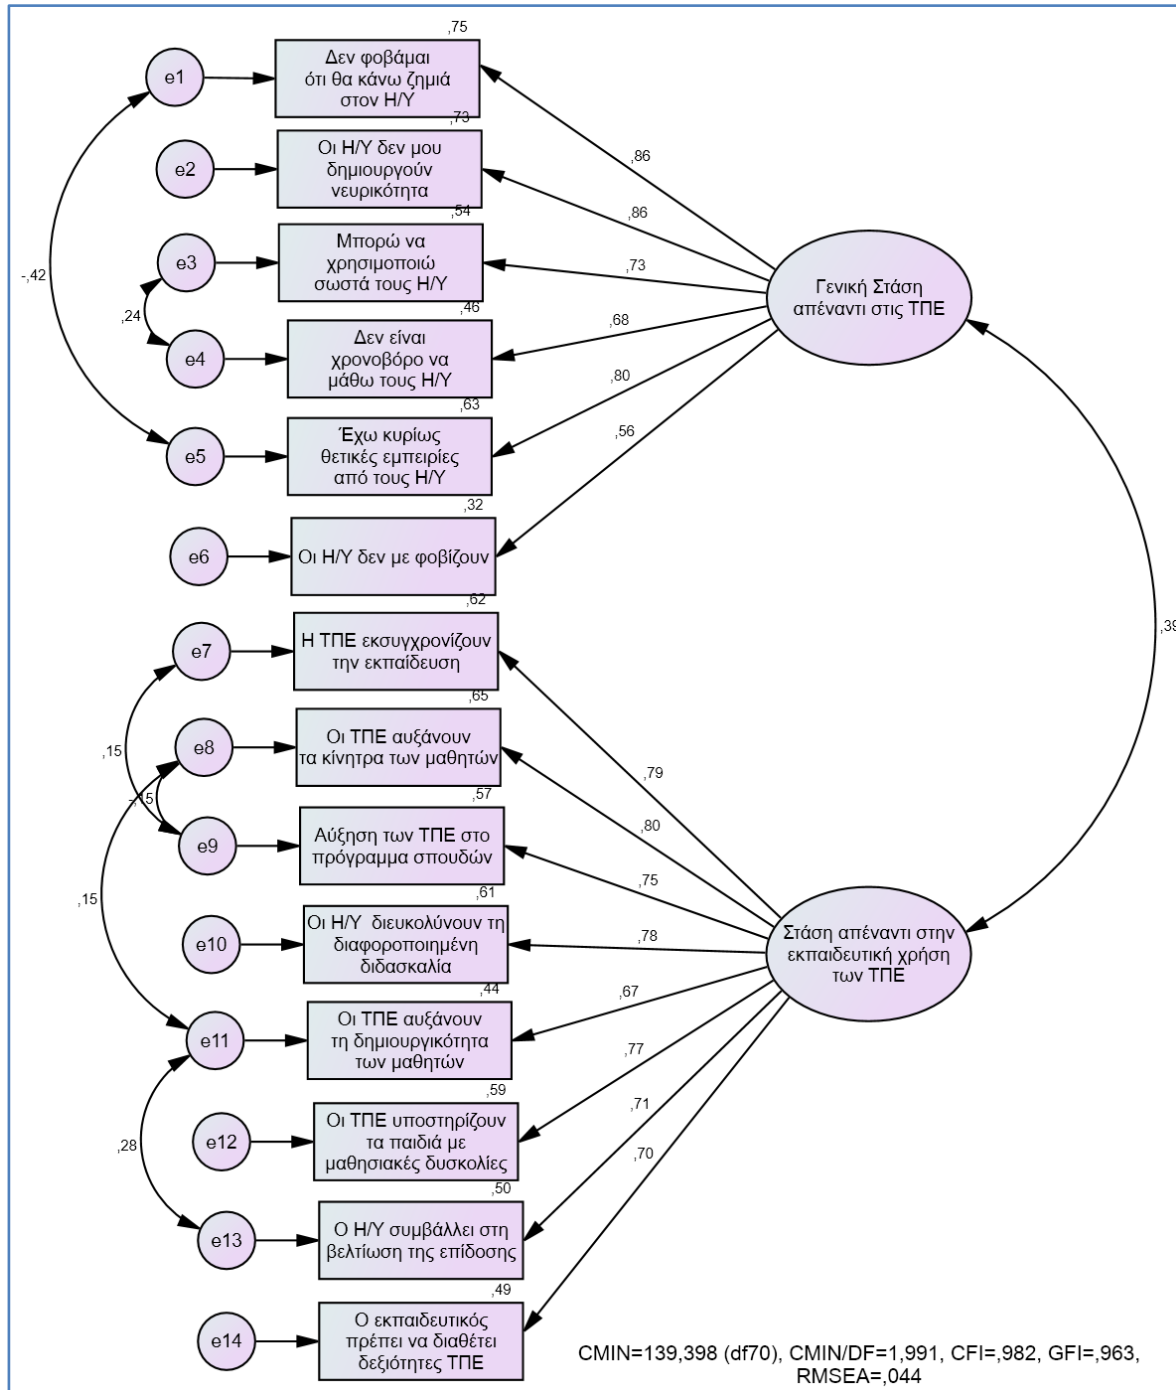 ,75
e1
Δεν φοβάμαι
ότι θα κάνω ζημιά
στον Η/Υ
,73
e2
Οι Η/Υ δεν μου
δημιουργούν
νευρικότητα
,54
e3
Μπορώ να
χρησιμοποιώ
σωστά τους Η/Υ
,46
e4
Δεν είναι
χρονοβόρο να
μάθω τους Η/Υ
,63
e5
Έχω κυρίως
θετικές εμπειρίες
από τους Η/Υ
,32
e6
Οι Η/Υ δεν με φοβίζουν
,62
e7
Η ΤΠΕ εκσυγχρονίζουν
την εκπαίδευση
,65
e8
Οι ΤΠΕ αυξάνουν
τα κίνητρα των μαθητών
,57
e9
Αύξηση των ΤΠΕ στο
πρόγραμμα σπουδών
,61
e10
Οι Η/Υ διευκολύνουν τη
διαφοροποιημένη
διδασκαλία
,44
e11
Οι ΤΠΕ αυξάνουν
τη δημιουργικότητα
των μαθητών
,59
e12
Οι ΤΠΕ υποστηρίζουν
τα παιδιά με
μαθησιακές δυσκολίες
,50
e13
Ο Η/Υ συμβάλλει στη
βελτίωση της επίδοσης
,49
e14
Ο εκπαιδευτικός
πρέπει να διαθέτει
δεξιότητες ΤΠΕ
-,42
,24
,15
-,15
,15
,28
,86
,86
,73
,68
,80
,56
Γενική Στάση
απέναντι στις ΤΠΕ
,39
,79
,80
,75
,78
,67
,77
,71
,70
Στάση απέναντι στην
εκπαιδευτική χρήση
των ΤΠΕ
CMIN=139,398 (df70), CMIN/DF=1,991, CFI=,982, GFI=,963,
RMSEA=,044